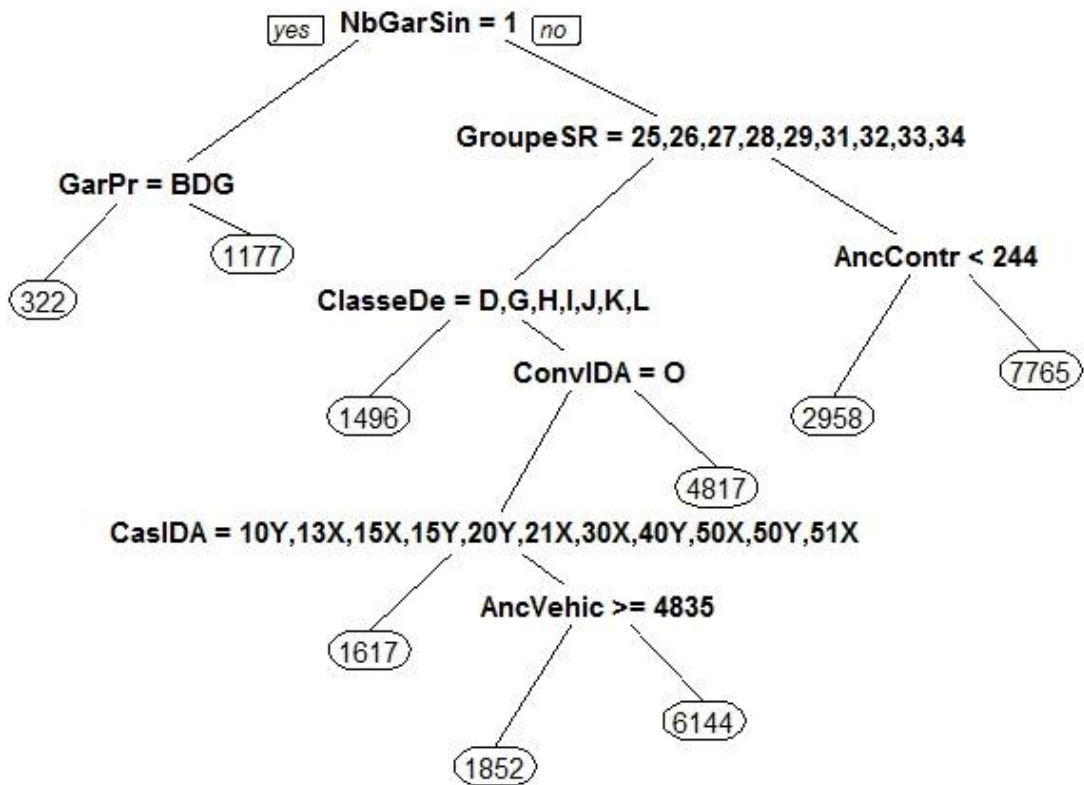 yes NbGarSin = 1 no
GroupeSR = 25,26,27,28,29,31,32,33,34
GarPr = BDG
1177
AncContr < 244
322
ClasseDe = D,G,H,I,J,K,L
ConvIDA = O
7765
1496
2958
4817
CasIDA = 10Y,13X,15X,15Y,20Y,21X,30X,40Y,50X,50Y,51X
AncVehic >= 4835
1617
6144
1852